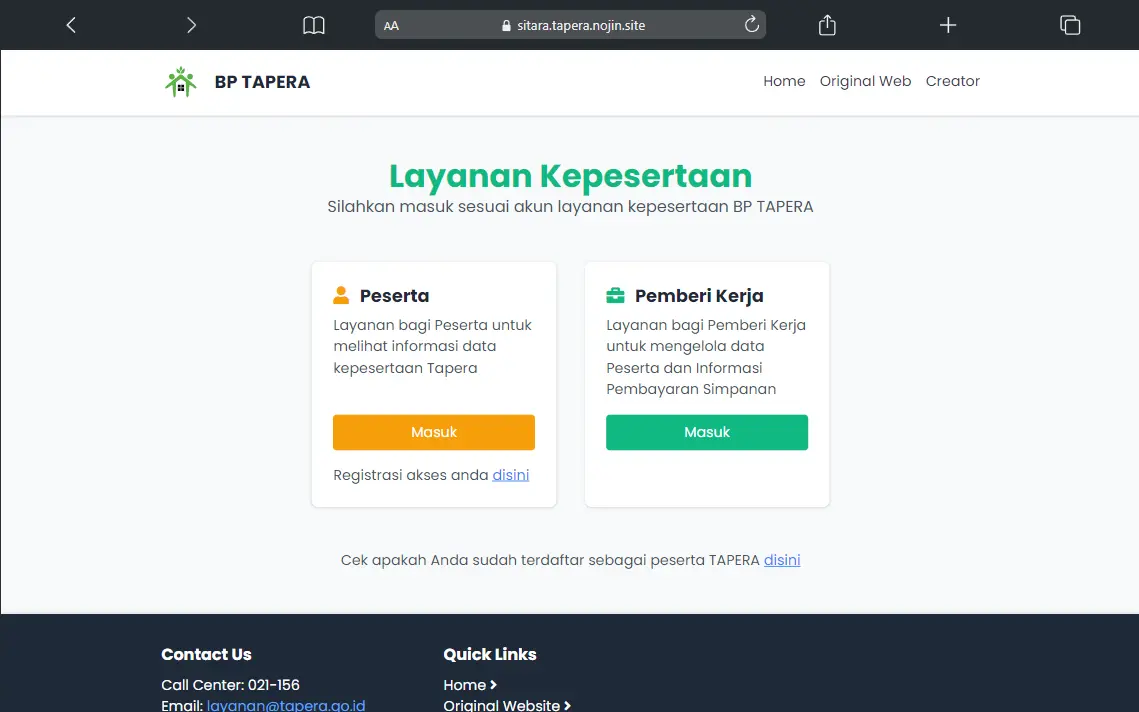 AA
sitara.tapera.nojin.site
BP TAPERA
Home Original Web Creator
Layanan Kepesertaan
Silahkan masuk sesuai akun layanan kepesertaan BP TAPERA
Peserta
Layanan bagi Peserta untuk
melihat informasi data
kepesertaan Tapera
Masuk
Registrasi akses anda disini
Pemberi Kerja
Layanan bagi Pemberi Kerja
untuk mengelola data
Peserta dan Informasi
Pembayaran Simpanan
Masuk
Cek apakah Anda sudah terdaftar sebagai peserta TAPERA disini
Contact Us
Call Center: 021-156
Email: layanan@tapera.go.id
Quick Links
Home
Original Website